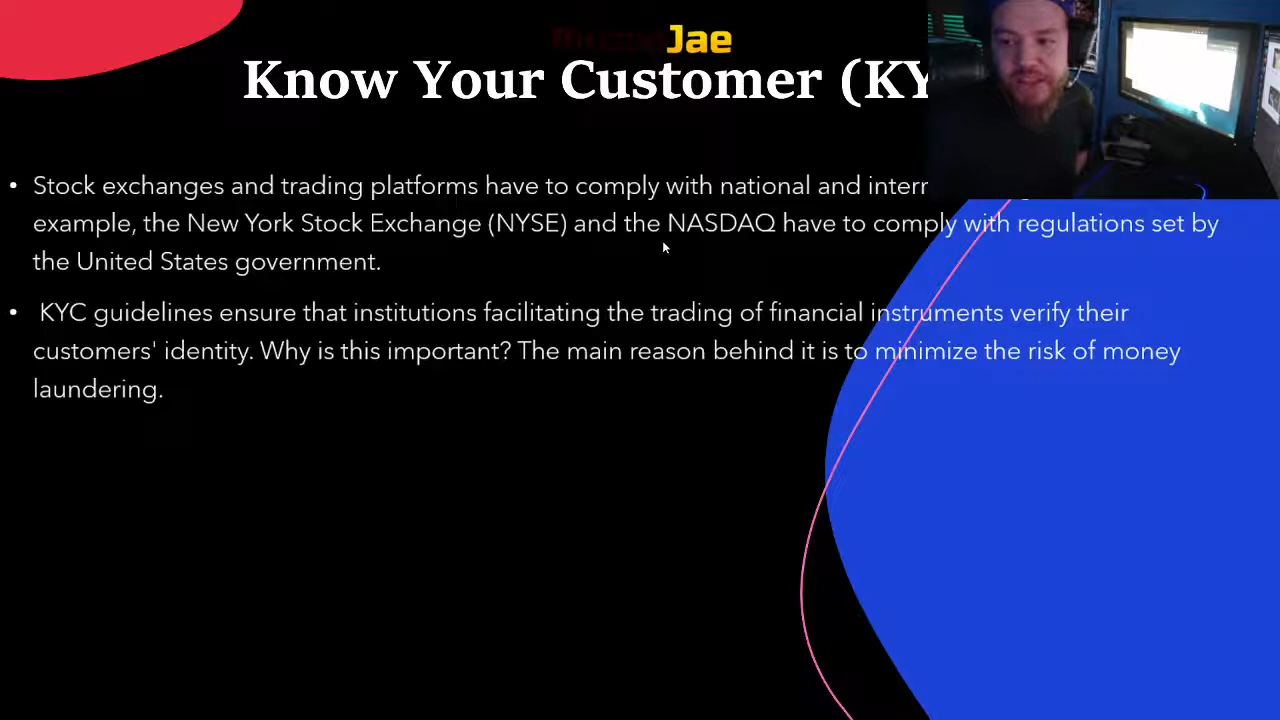 Jae
Know Your Customer (KY
• Stock exchanges and trading platforms have to comply with national and
example, the New York Stock Exchange (NYSE) and the NASDAQ have to comply with regulations set by
the United States government.
• KYC guidelines ensure that institutions facilitating the trading of financial instruments verify their
customers' identity. Why is this important? The main reason behind it is to minimize the risk of money
laundering.